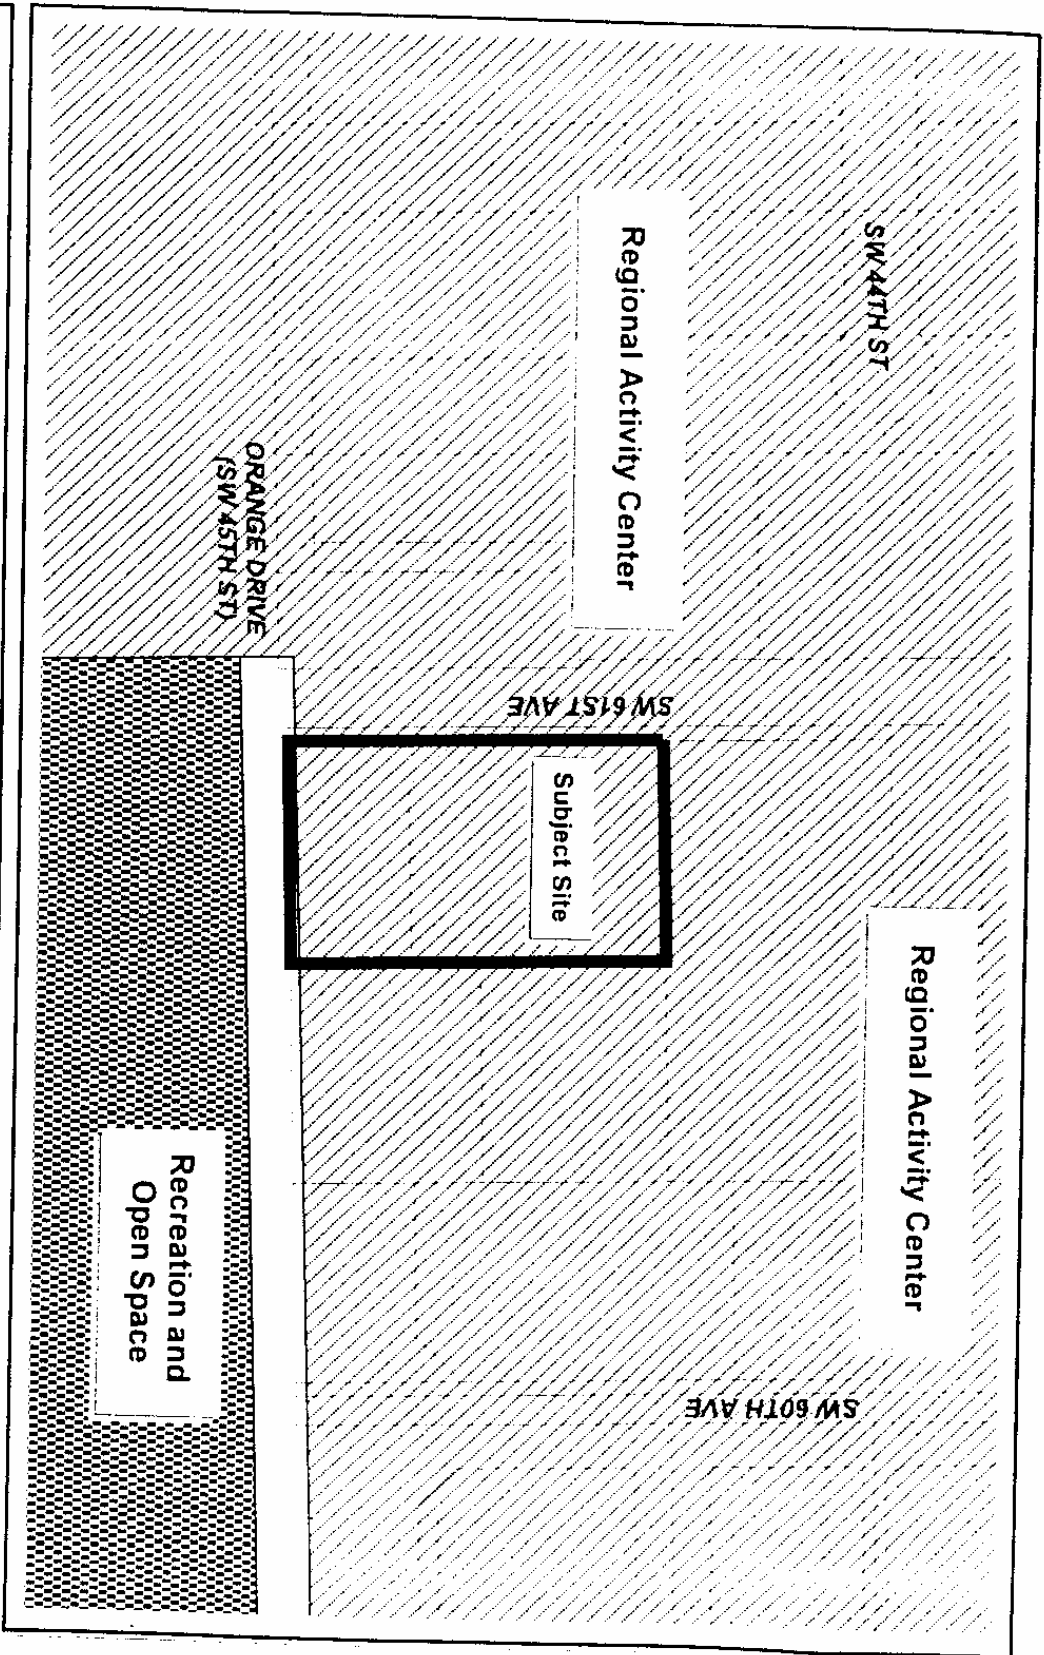 SW 44TH ST
Regional Activity Center
Regional Activity Center
SW 61ST AVE
Subject Site
SW 60TH AVE
ORANGE DRIVE
(SW 45TH ST)
Recreation and
Open Space